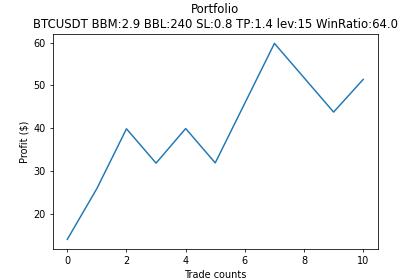 Portfolio
BTCUSDT BBM:2.9 BBL:240 SL:0.8 TP:1.4 lev:15 WinRatio:64.0
60
50
40
30
20
Profit ($)
0 2 4 6 8 10
Trade counts